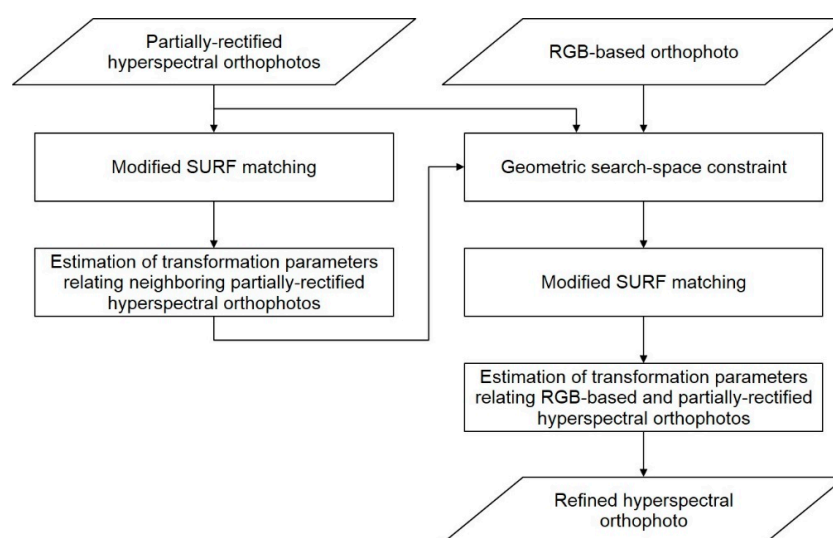 Partially-rectified
hyperspectral orthophotos
RGB-based orthophoto
Modified SURF matching
Geometric search-space constraint
Estimation of transformation parameters
relating neighboring partially-rectified
hyperspectral orthophotos
Modified SURF matching
Estimation of transformation parameters
relating RGB-based and partially-rectified
hyperspectral orthophotos
Refined hyperspectral
orthophoto